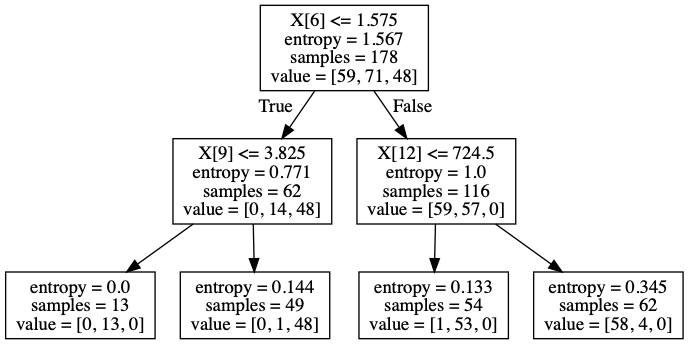 X[6] <= 1.575
entropy = 1.567
samples = 178
value = [59, 71, 48]
True
False
X[9] <= 3.825
entropy = 0.771
samples = 62
value = [0, 14, 48]
X[12] <= 724.5
entropy = 1.0
samples = 116
value = [59, 57, 0]
entropy = 0.0
samples = 13
value = [0, 13, 0]
entropy = 0.144
samples = 49
value = [0, 1, 48]
entropy = 0.133
samples = 54
value = [1, 53, 0]
entropy = 0.345
samples = 62
value = [58, 4, 0]